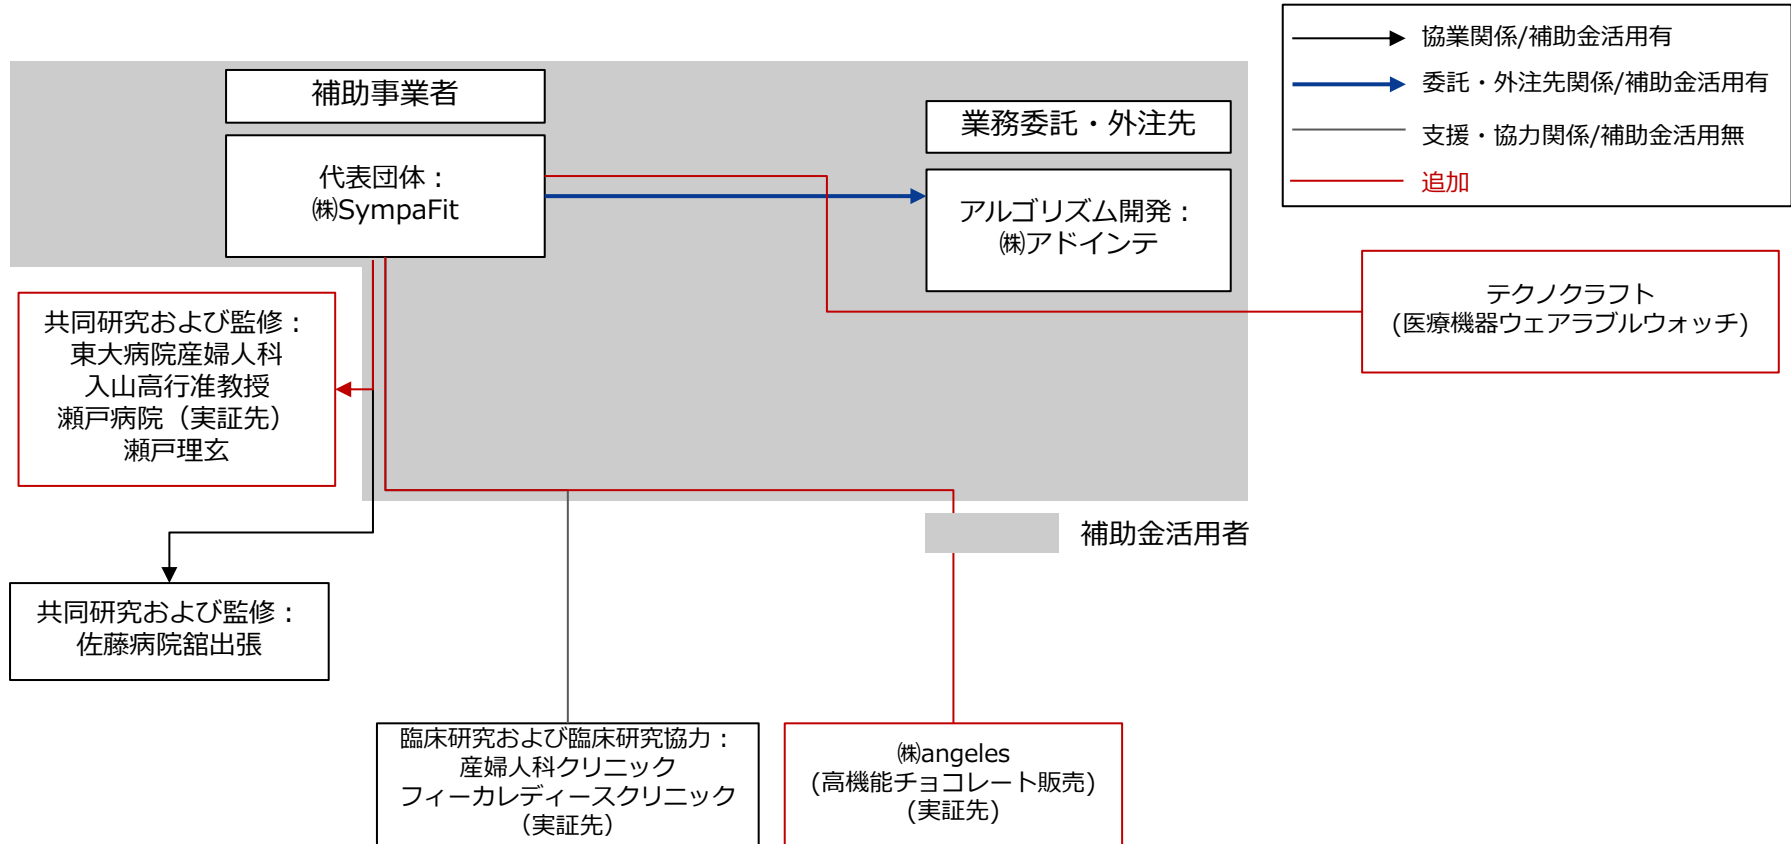 協業関係/補助金活用有
委託・外注先関係/補助金活用有
支援・協力関係/補助金活用無
追加
補助事業者
代表団体：
㈱SympaFit
業務委託・外注先
アルゴリズム開発：
㈱アドインテ
テクノクラフト
(医療機器ウェアラブルウォッチ)
共同研究および監修：
東大病院産婦人科
入山高行准教授
瀬戸病院（実証先）
瀬戸理玄
補助金活用者
共同研究および監修：
佐藤病院舘出張
臨床研究および臨床研究協力：
産婦人科クリニック
フィーカレディースクリニック
（実証先）
㈱angeles
(高機能チョコレート販売)
(実証先)